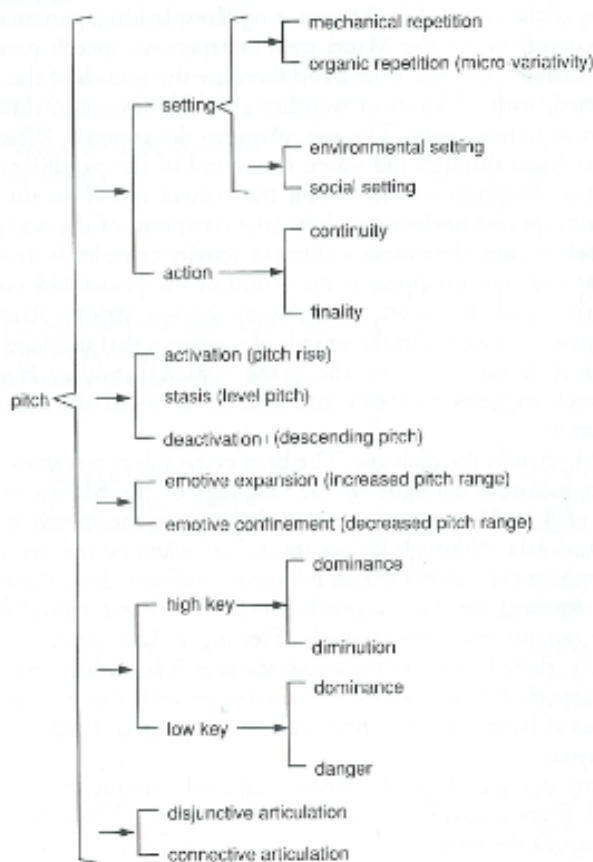 mechanical repetition
organic repetition (micro-variativity)
setting
environmental setting
social setting
continuity
action
finality
activation (pitch rise)
stasis (level pitch)
pitch
deactivation (descending pitch)
emotive expansion (increased pitch range)
emotive confinement (decreased pitch range)
dominance
high key
diminution
dominance
low key
danger
disjunctive articulation
connective articulation